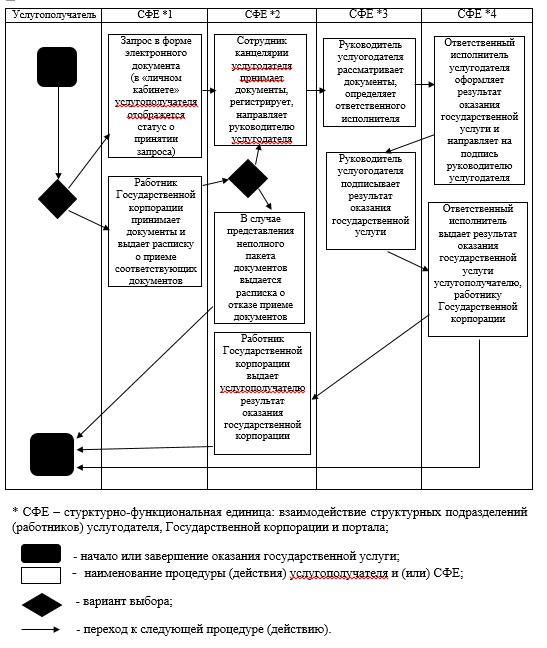 Услугополучатель
СФЕ *1
СФЕ *2
СФЕ *3
СФЕ *4
Запрос в форме
электронного
документа
(в «личном
кабинете»
услугополучателя
отображется
статус о
принятии
запроса)
Работник
Государственной
корпорации
принимает
документы и
выдает расписку
о приеме
соответствующих
документов
Сотрудник
канцелярии
услугодателя
прнимает
документы,
регистрирует,
направляет
руководителю
услугодателя
В случае
представления
неполного
пакета
документов
выдается
расписка о
отказе приеме
документов
Работник
Государственной
корпорации
выдает
услугополучателю
результат
оказания
государственной
корпорации
Руководитель
услуогодателя
рассматривает
документы,
определяет
ответственого
исполнителя
Руководитель
услуогодателя
подписывает
результат
оказания
государственной
услуги
Ответственный
исполнитель
услугодателя
оформляет
результат
оказания
государственной
услуги и
направляет на
подпись
руководителю
услугодателя
Ответственный
исполнитель
выдает результат
оказания
государственной
услуги
услугополучателю,
работнику
Государственной
корпорации
* СФЕ – стурктурно-функциональная единица: взаимодействие структурных подразделений
(работников) услугодателя, Государственной корпорации и портала;
- начало или завершение оказания государственной услуги;
- наименование процедуры (действия) услугополучателя и (или) СФЕ;
- вариант выбора;
- переход к следующей процедуре (действию).